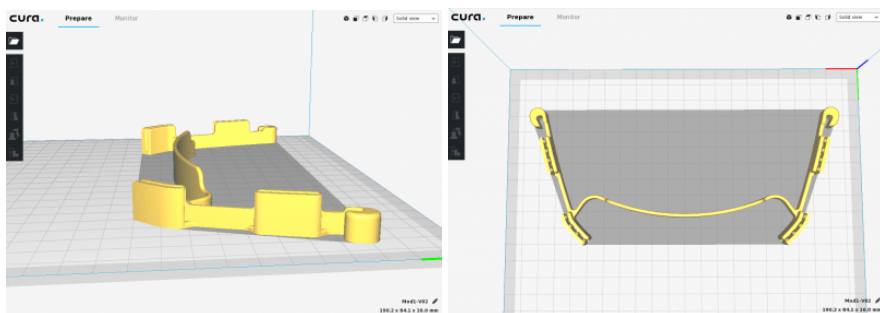 cura. Prepare Monitor Solid view
Mod1-V02
190.2 x 84.1 x 16.0 mm
cura. Prepare Monitor Solid view
Mod1-V02
190.2 x 84.1 x 16.0 mm